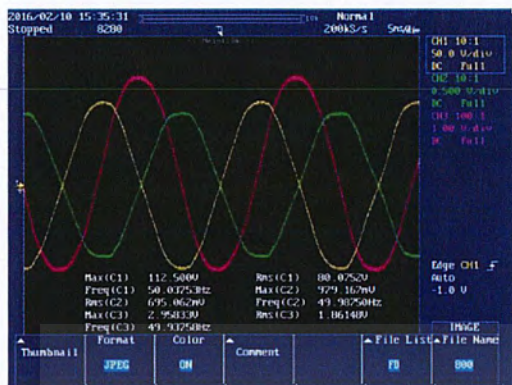 2016/02/10 15:35:31 Normal
Stopped 8280 200kS/s 5ms/div
CH1 10:1
50.0 V/div
DC Full
CH2 10:1
0.500 V/div
DC Full
CH3 100:1
1.00 V/div
DC Full
Max(C1) 112.500V Rms(C1) 80.0752V
Freq(C1) 50.03753Hz Max(C2) 979.167mV
Rms(C2) 695.062mV Freq(C2) 49.98750Hz
Max(C3) 2.95833V Rms(C3) 1.86148V
Freq(C3) 49.93758Hz
Edge CH1
Auto
-1.0 V
IMAGE
Thumbnail Format Color Comment File List File Name
JPEG ON FD 800